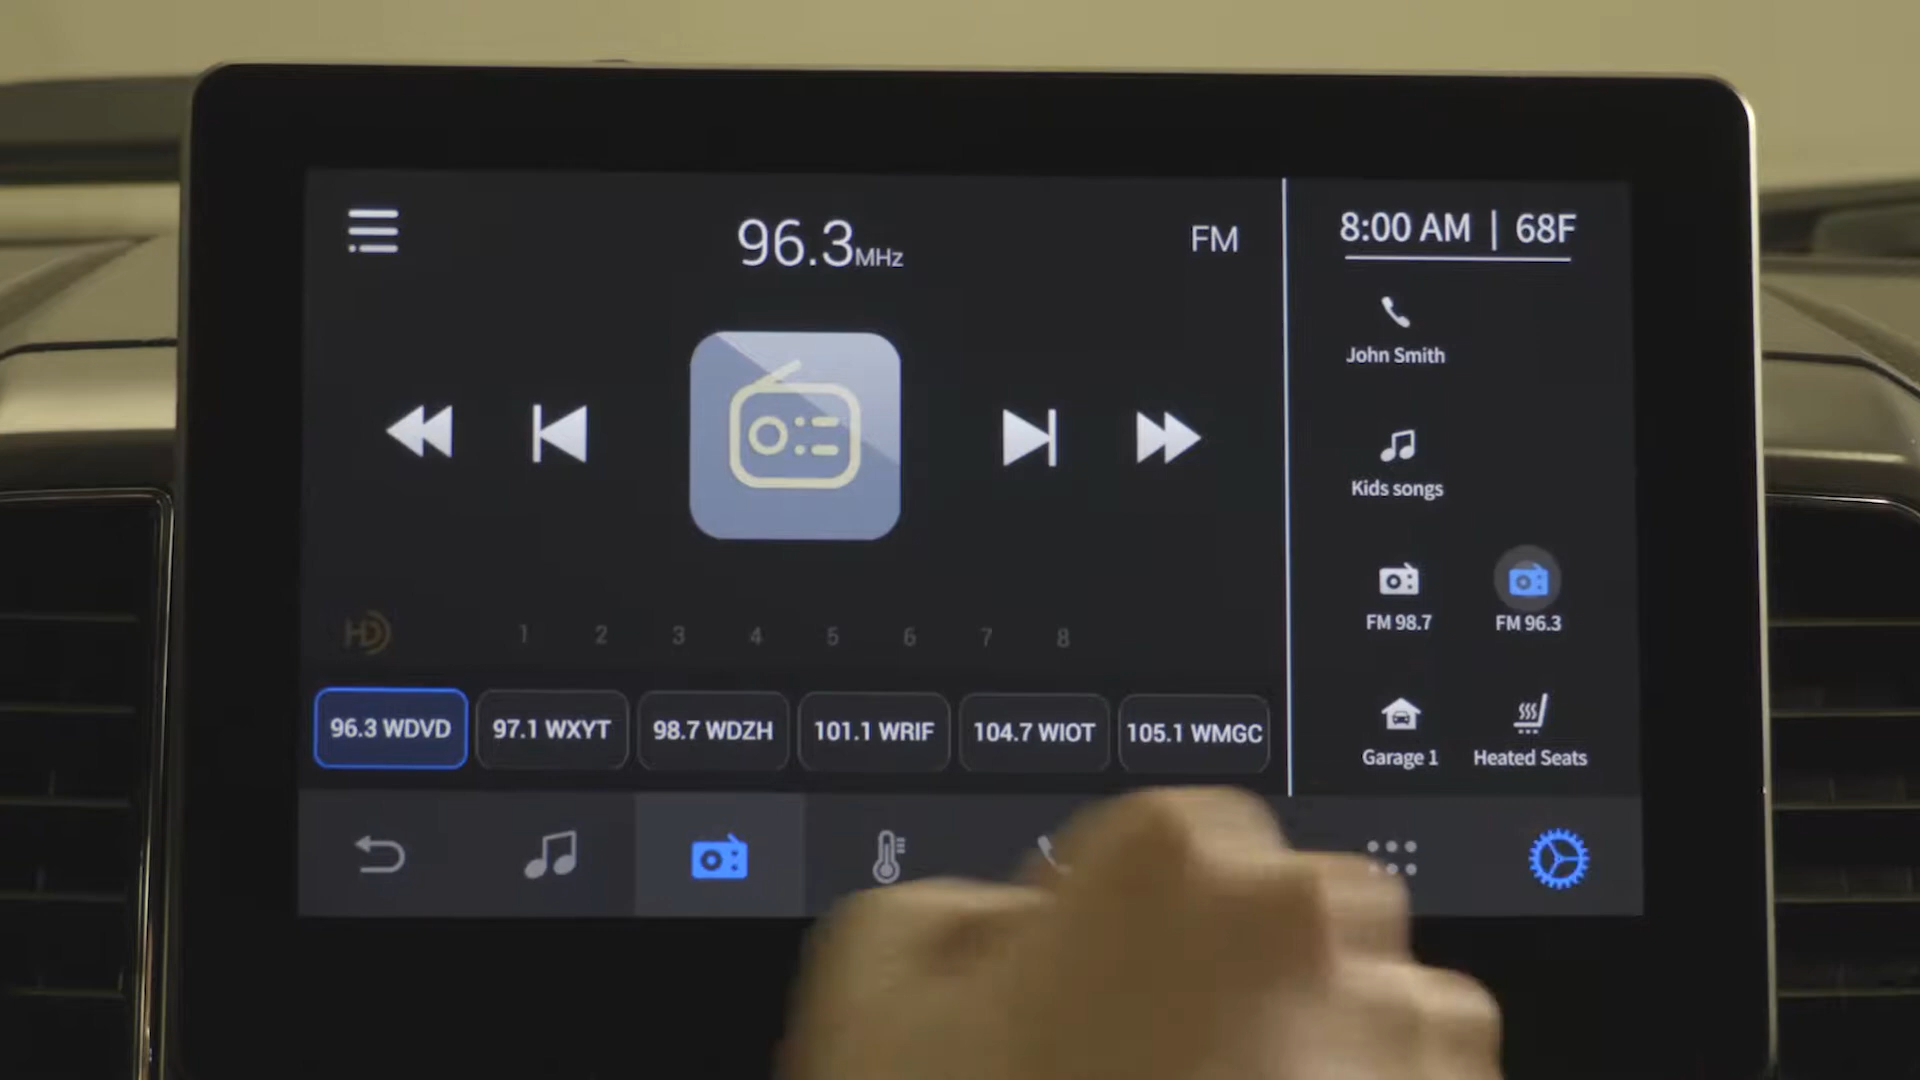 96.3MHz
FM
8:00 AM | 68F
John Smith
Kids songs
FM 98.7
FM 96.3
Garage 1
Heated Seats
HD
1 2 3 4 5 6 7 8
96.3 WDVD
97.1 WXYT
98.7 WDZH
101.1 WRIF
104.7 WIOT
105.1 WMGC